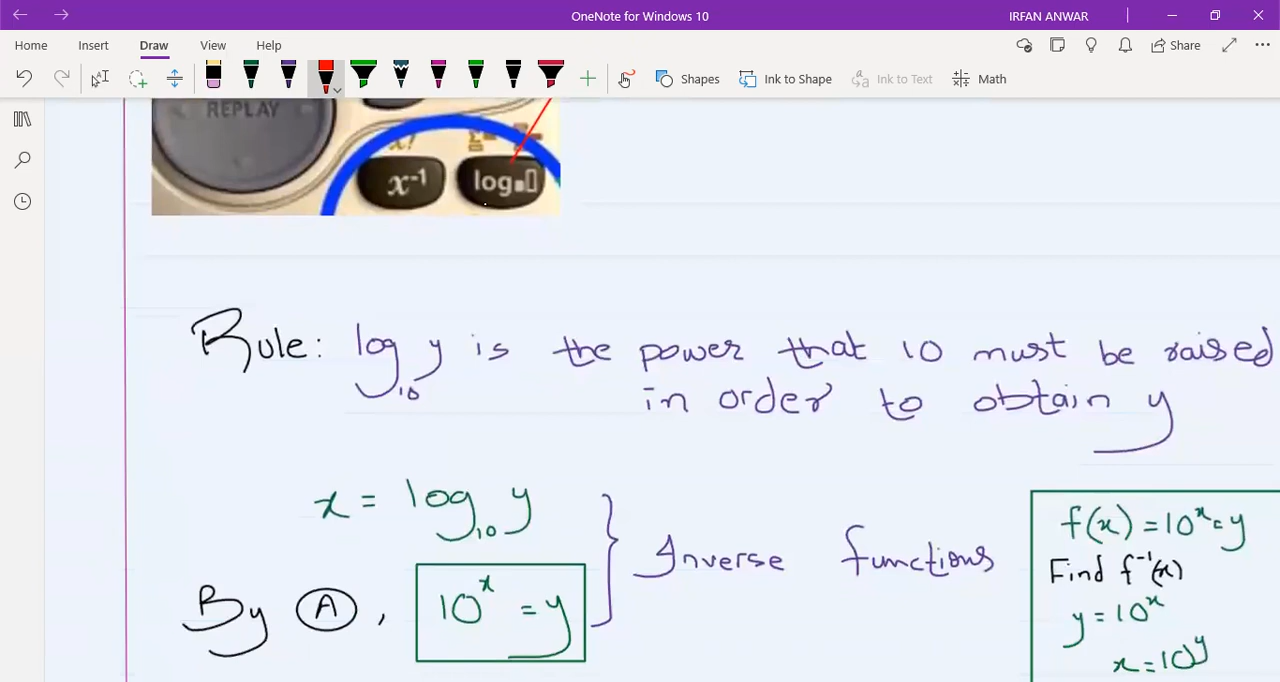 OneNote for Windows 10
IRFAN ANWAR
Home Insert Draw View Help
Share
Shapes Ink to Shape Ink to Text Math
REPLAY
x!
x⁻¹ log▪▯
Rule: log₁₀ y is the power that 10 must be raised
in order to obtain y
x = log₁₀ y
Inverse functions
By Ⓐ, 10ˣ = y
f(x) = 10ˣ = y
Find f⁻¹(x)
y = 10ˣ
x = 10ʸ